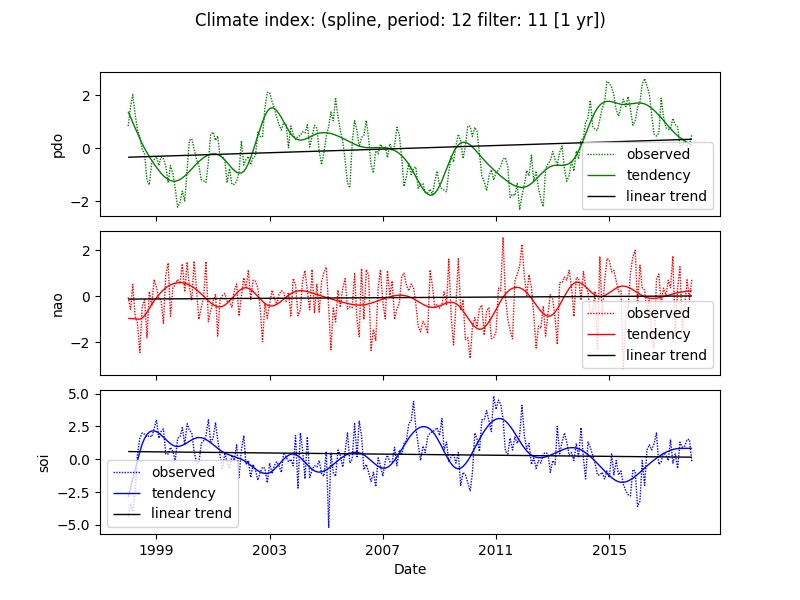 Climate index: (spline, period: 12 filter: 11 [1 yr])
2
0
−2
pdo
observed
tendency
linear trend
2
0
−2
nao
observed
tendency
linear trend
5.0
2.5
0.0
−2.5
−5.0
soi
observed
tendency
linear trend
1999 2003 2007 2011 2015
Date